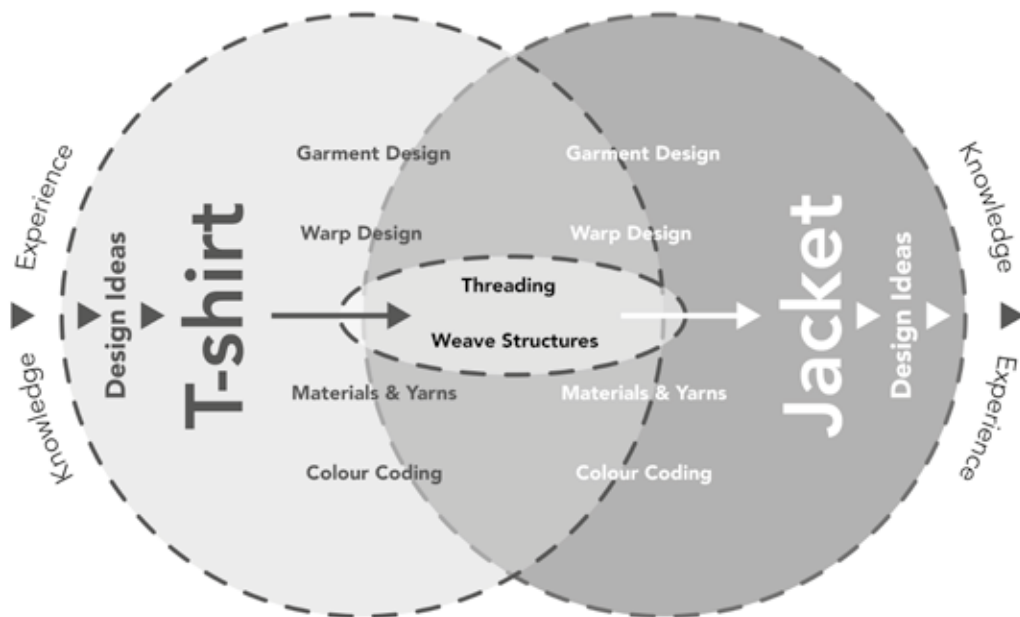 Experience
Knowledge
Design Ideas
T-shirt
Garment Design
Warp Design
Materials & Yarns
Colour Coding
Threading
Weave Structures
Garment Design
Warp Design
Materials & Yarns
Colour Coding
Jacket
Design Ideas
Knowledge
Experience